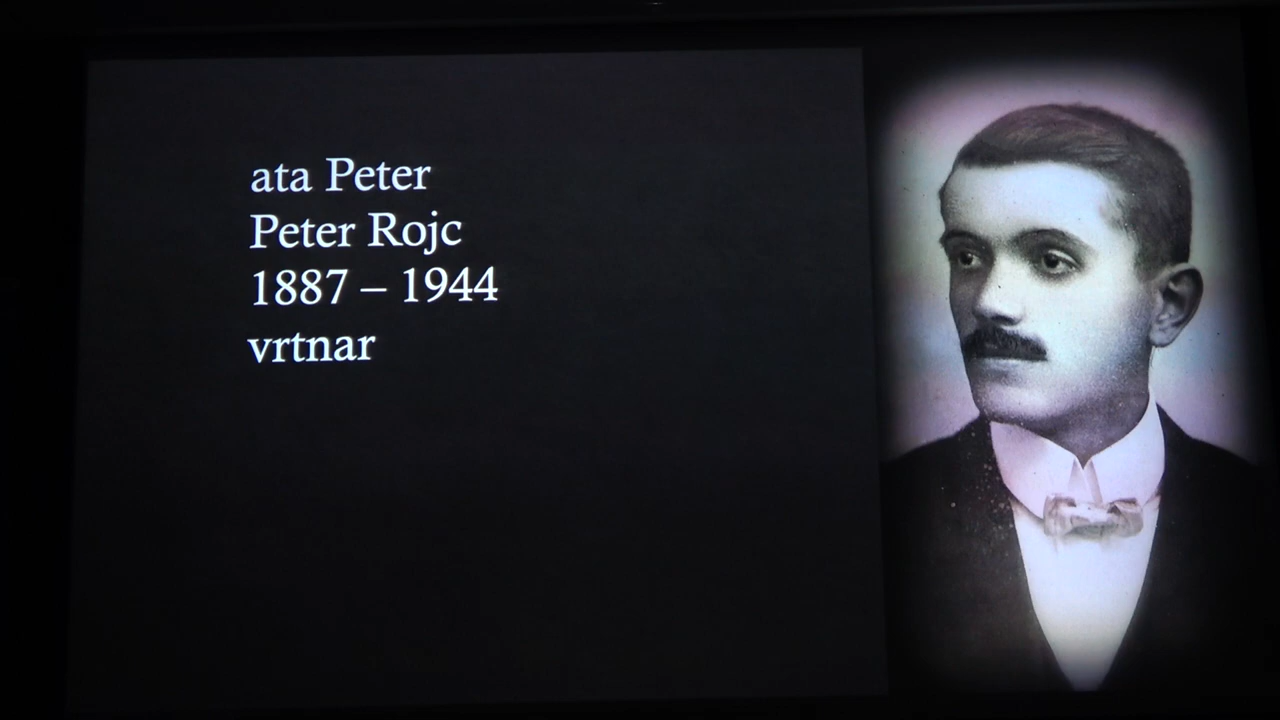 ata Peter
Peter Rojc
1887 – 1944
vrtnar